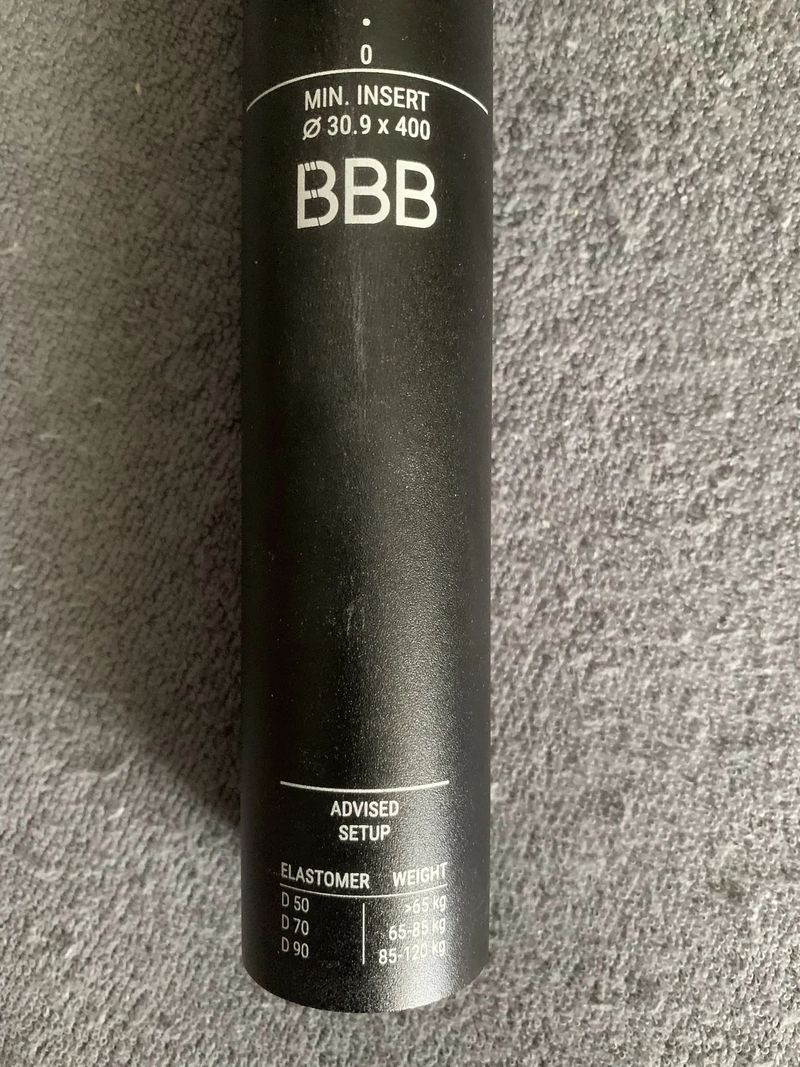 0
MIN. INSERT
Ø 30.9 x 400
BBB
ADVISED
SETUP
ELASTOMER WEIGHT
D 50 >65 kg
D 70 65-85 kg
D 90 85-120 kg